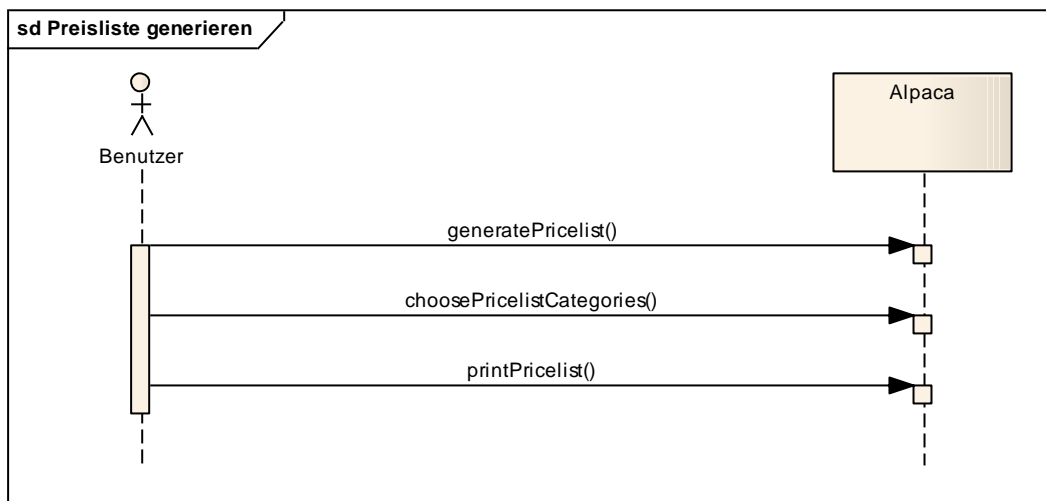 sd Preisliste generieren
Benutzer
Alpaca
generatePricelist()
choosePricelistCategories()
printPricelist()